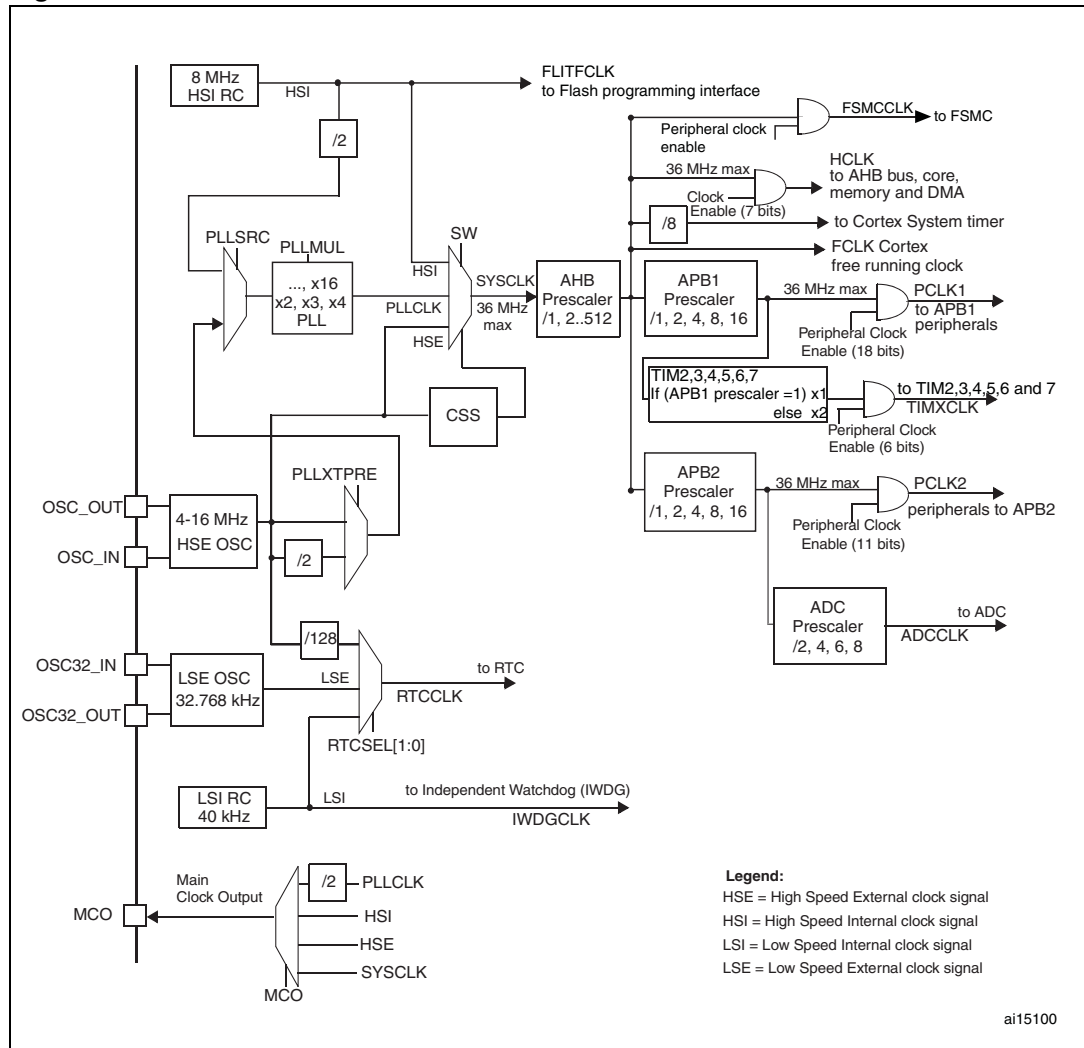 8 MHz
HSI RC
HSI
/2
FLITFCLK
to Flash programming interface
FSMCCLK
to FSMC
Peripheral clock
enable
36 MHz max
HCLK
to AHB bus, core,
memory and DMA
Clock
Enable (7 bits)
/8
to Cortex System timer
FCLK Cortex
free running clock
PLLSRC
PLLMUL
..., x16
x2, x3, x4
PLL
SW
HSI
PLLCLK
HSE
SYSCLK
36 MHz
max
AHB
Prescaler
/1, 2..512
APB1
Prescaler
/1, 2, 4, 8, 16
36 MHz max
PCLK1
to APB1
peripherals
Peripheral Clock
Enable (18 bits)
TIM2,3,4,5,6,7
If (APB1 prescaler =1) x1
else x2
to TIM2,3,4,5,6 and 7
TIMXCLK
Peripheral Clock
Enable (6 bits)
CSS
PLLXTPRE
OSC_OUT
OSC_IN
4-16 MHz
HSE OSC
/2
APB2
Prescaler
/1, 2, 4, 8, 16
36 MHz max
PCLK2
peripherals to APB2
Peripheral Clock
Enable (11 bits)
ADC
Prescaler
/2, 4, 6, 8
to ADC
ADCCLK
/128
OSC32_IN
OSC32_OUT
LSE OSC
32.768 kHz
LSE
to RTC
RTCCLK
RTCSEL[1:0]
LSI RC
40 kHz
LSI
to Independent Watchdog (IWDG)
IWDGCLK
Main
Clock Output
MCO
/2
PLLCLK
HSI
HSE
SYSCLK
MCO
Legend:
HSE = High Speed External clock signal
HSI = High Speed Internal clock signal
LSI = Low Speed Internal clock signal
LSE = Low Speed External clock signal
ai15100